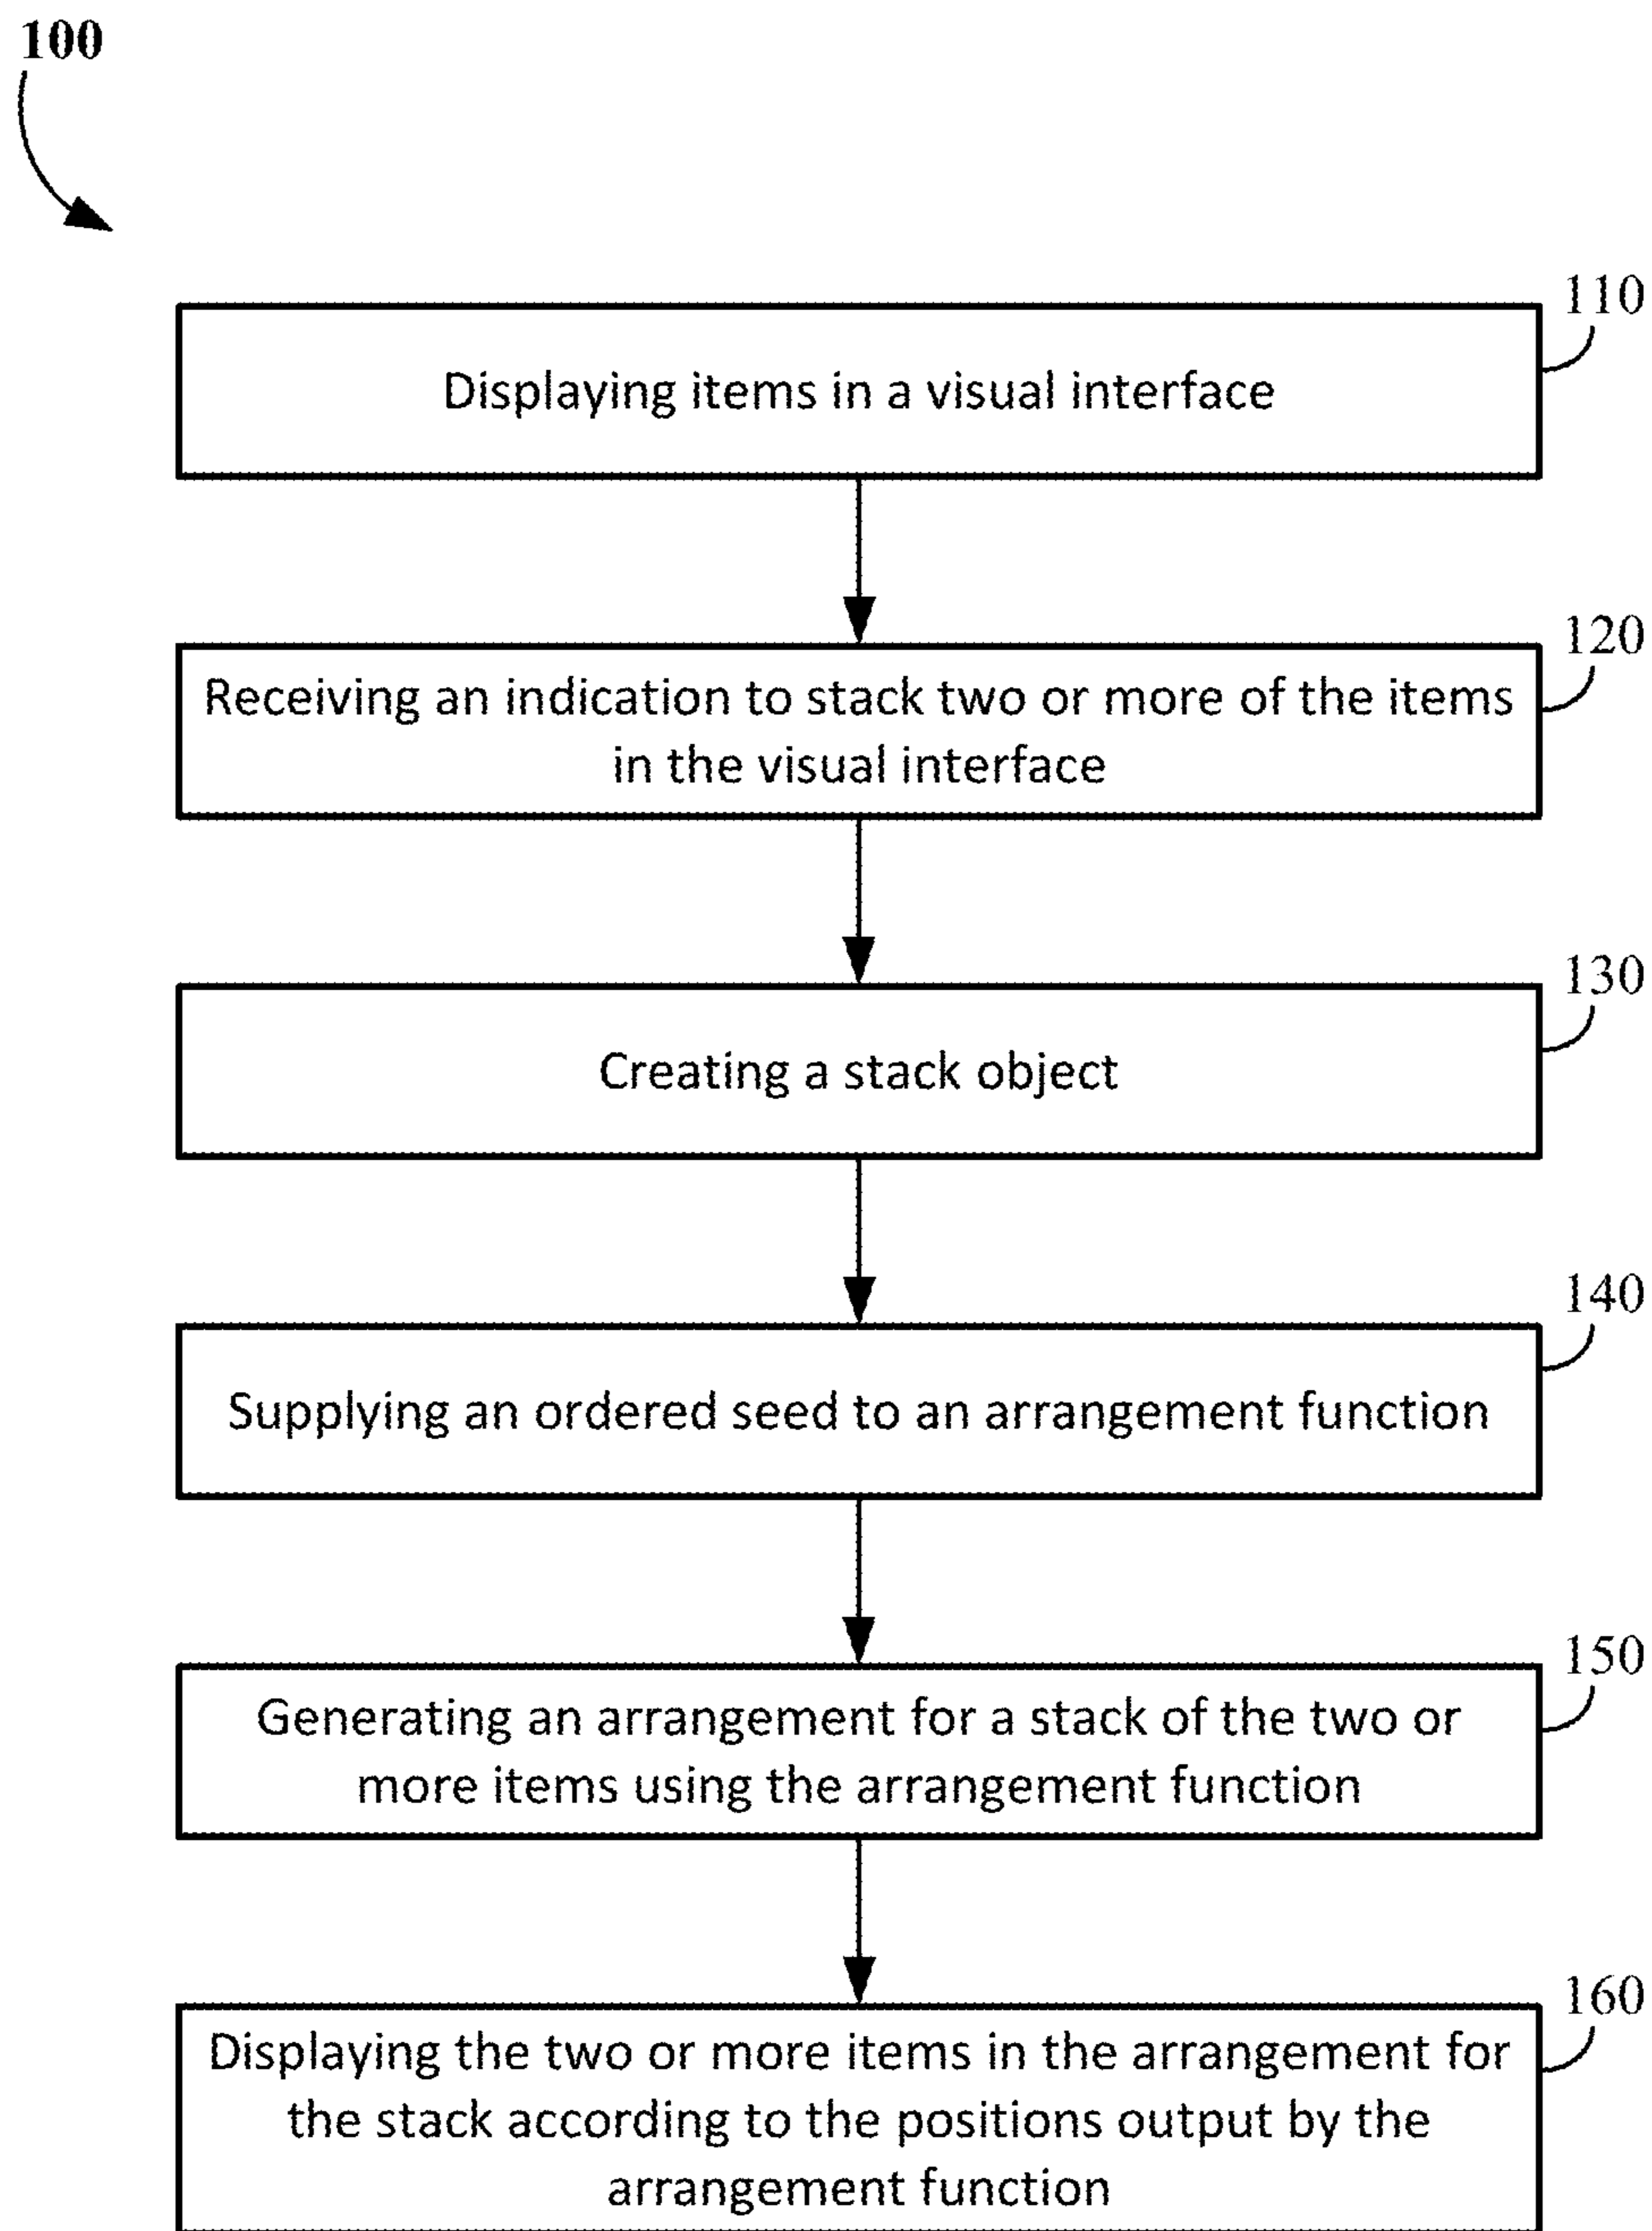 100
110
Displaying items in a visual interface
120
Receiving an indication to stack two or more of the items
in the visual interface
130
Creating a stack object
140
Supplying an ordered seed to an arrangement function
150
Generating an arrangement for a stack of the two or
more items using the arrangement function
160
Displaying the two or more items in the arrangement for
the stack according to the positions output by the
arrangement function